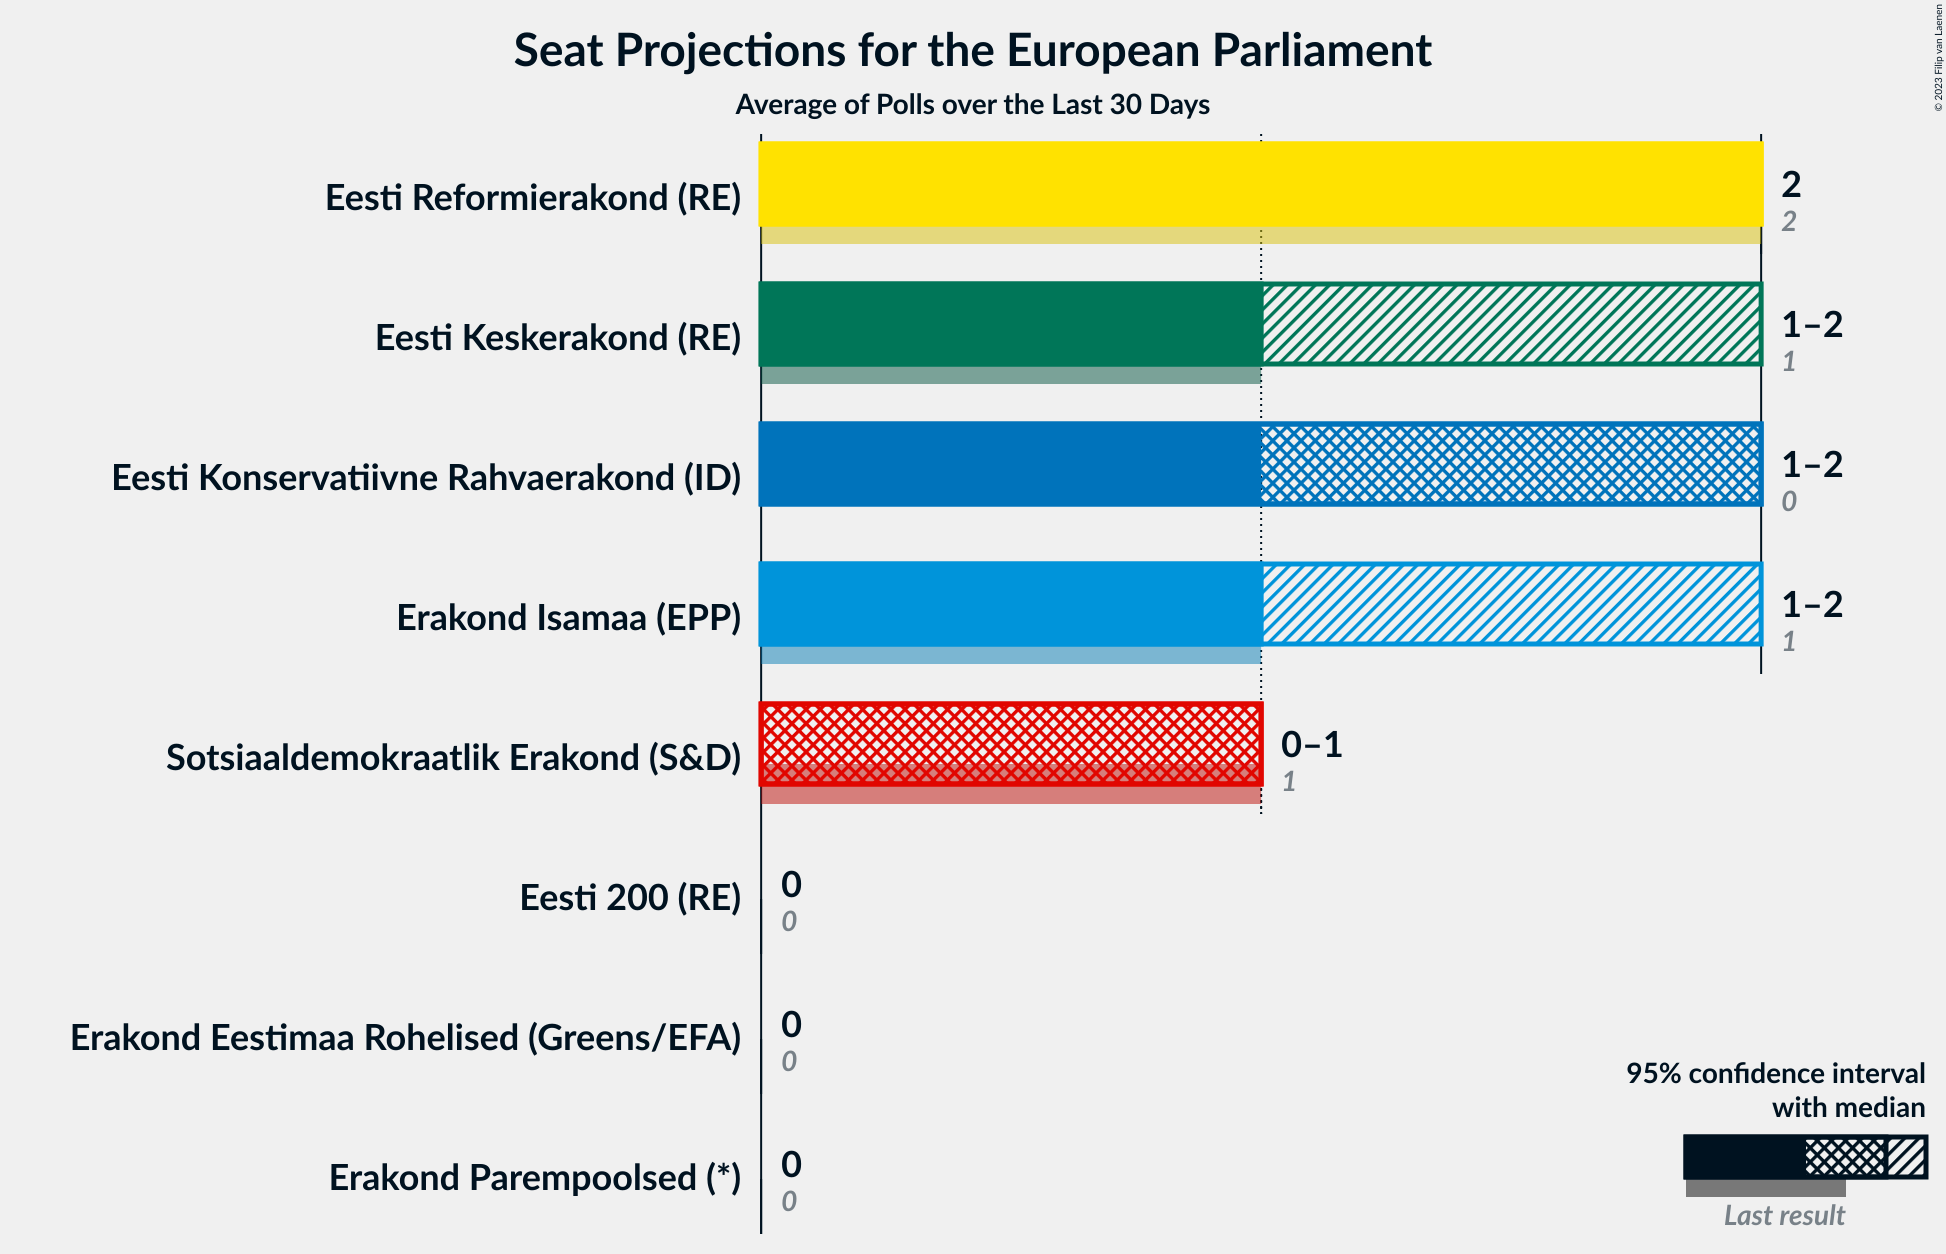 Seat Projections for the European Parliament
Average of Polls over the Last 30 Days
© 2023 Filip van Laenen
Eesti Reformierakond (RE)
2
2
Eesti Keskerakond (RE)
1–2
1
Eesti Konservatiivne Rahvaerakond (ID)
1–2
0
Erakond Isamaa (EPP)
1–2
1
Sotsiaaldemokraatlik Erakond (S&D)
0–1
1
Eesti 200 (RE)
0
0
Erakond Eestimaa Rohelised (Greens/EFA)
0
0
Erakond Parempoolsed (*)
0
0
95% confidence interval
with median
Last result